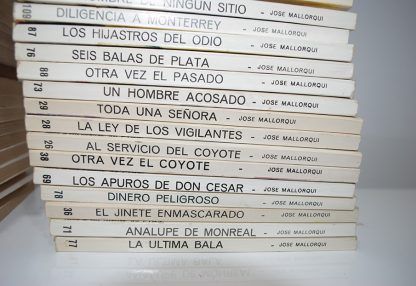 HOMBRE DE NINGUN SITIO - JOSE MALLORQUI
109 DILIGENCIA A MONTERREY - JOSE MALLORQUI
87 LOS HIJASTROS DEL ODIO - JOSE MALLORQUI
76 SEIS BALAS DE PLATA - JOSE MALLORQUI
88 OTRA VEZ EL PASADO - JOSE MALLORQUI
73 UN HOMBRE ACOSADO - JOSE MALLORQUI
29 TODA UNA SEÑORA - JOSE MALLORQUI
28 LA LEY DE LOS VIGILANTES - JOSE MALLORQUI
26 AL SERVICIO DEL COYOTE - JOSE MALLORQUI
38 OTRA VEZ EL COYOTE - JOSE MALLORQUI
69 LOS APUROS DE DON CESAR - JOSE MALLORQUI
78 DINERO PELIGROSO - JOSE MALLORQUI
36 EL JINETE ENMASCARADO - JOSE MALLORQUI
71 ANALUPE DE MONREAL - JOSE MALLORQUI
77 LA ULTIMA BALA - JOSE MALLORQUI